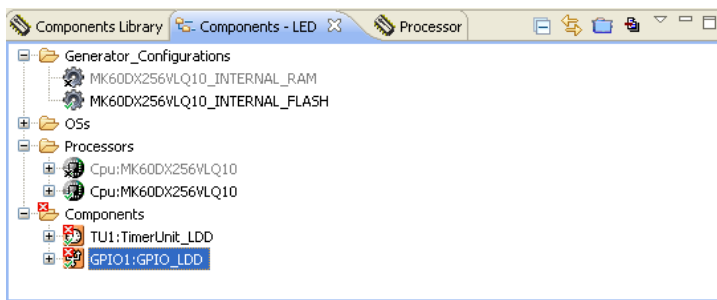 Components Library Components - LED Processor
Generator_Configurations
MK60DX256VLQ10_INTERNAL_RAM
MK60DX256VLQ10_INTERNAL_FLASH
OSs
Processors
Cpu:MK60DX256VLQ10
Cpu:MK60DX256VLQ10
Components
TU1:TimerUnit_LDD
GPIO1:GPIO_LDD